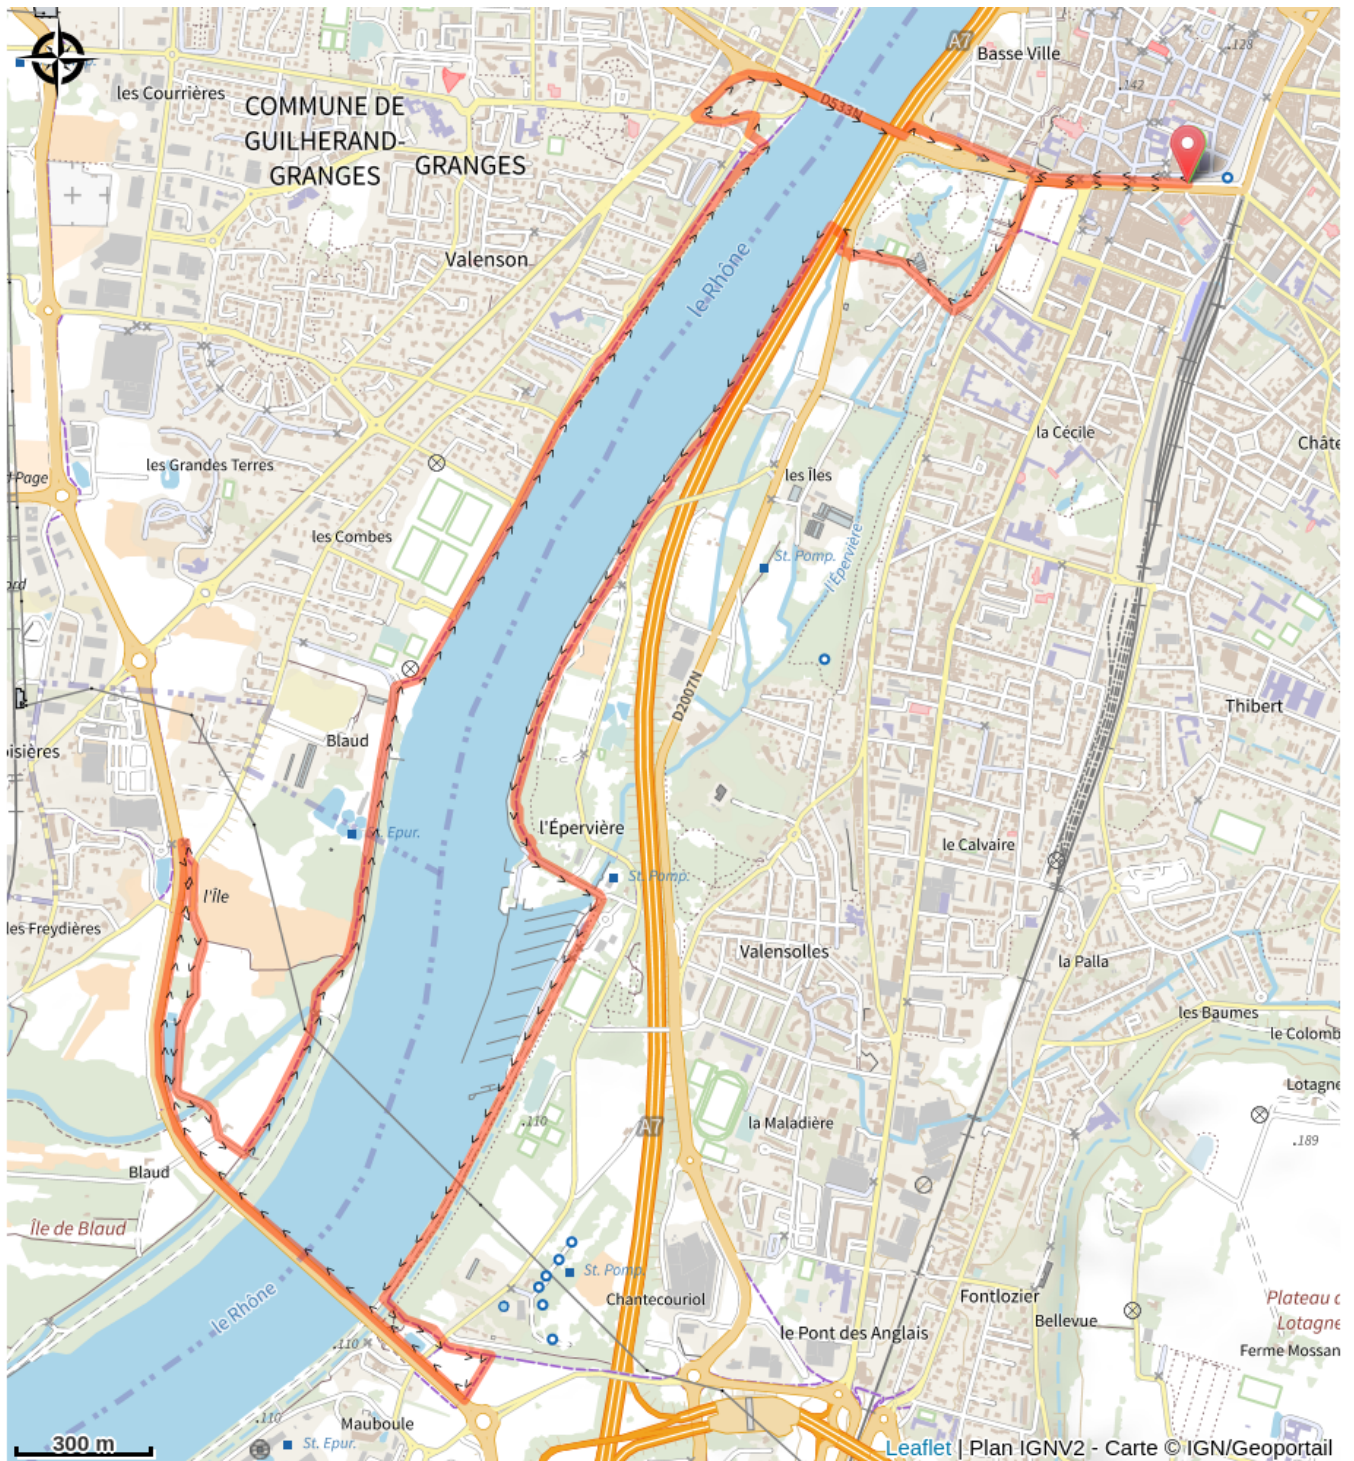 A7
Basse Ville
.128
.142
les Courrières
COMMUNE DE
GUILHERAND-
GRANGES
GRANGES
D533N
Valenson
le Rhône
la Cécile
Châte
les Grandes Terres
Page
les Îles
les Combes
St. Pomp.
l'Épervière
ord
D2007N
Thibert
Blaud
oisières
l'Épervière
Epur.
le Calvaire
St. Pomp.
l'Île
les Freydières
Valensolles
la Palla
les Baumes
le Colomb
Lotagne
A7
.110
la Maladière
.189
Blaud
Île de Blaud
St. Pomp.
le Rhône
Chantecouriol
Fontlozier
Plateau d
Lotagne
Bellevue
le Pont des Anglais
.110
Ferme Mossan
.110
Mauboule
St. Epur.
300 m
Leaflet | Plan IGNV2 - Carte © IGN/Geoportail